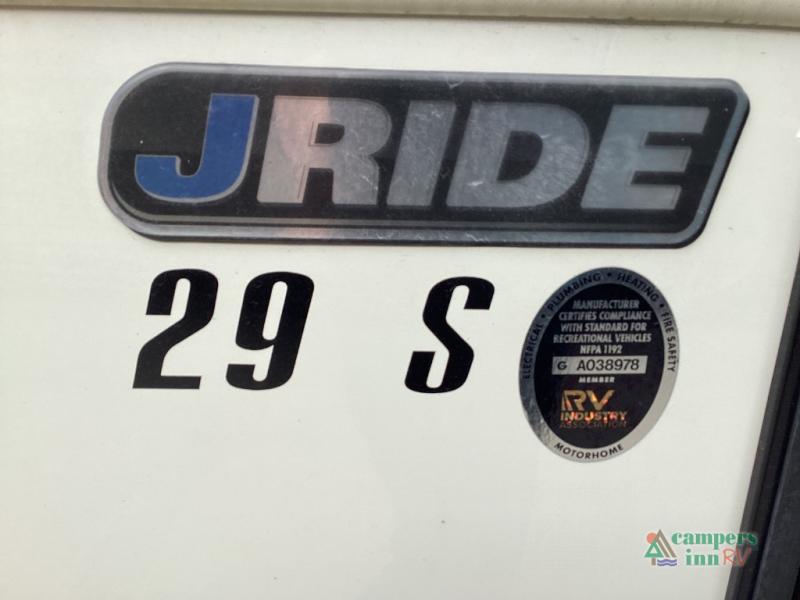 JRIDE
29 S
ELECTRICAL • PLUMBING • HEATING • FIRE SAFETY
MANUFACTURER
CERTIFIES COMPLIANCE
WITH STANDARD FOR
RECREATIONAL VEHICLES
NFPA 1192
G A038978
MEMBER
RV
INDUSTRY
ASSOCIATION
MOTORHOME
campers
inn RV